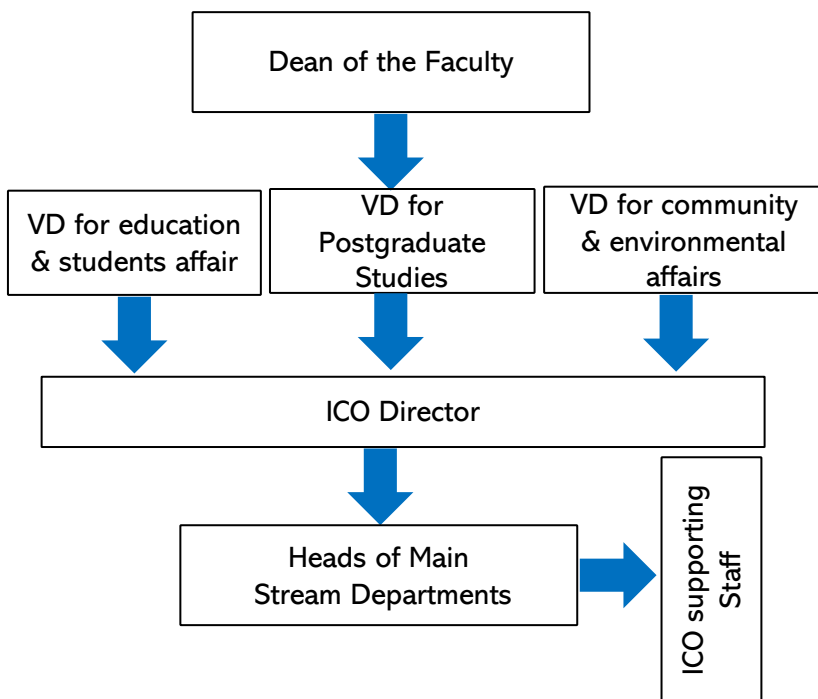 Dean of the Faculty
VD for education
& students affair
VD for
Postgraduate
Studies
VD for community
& environmental
affairs
ICO Director
Heads of Main
Stream Departments
ICO supporting
Staff